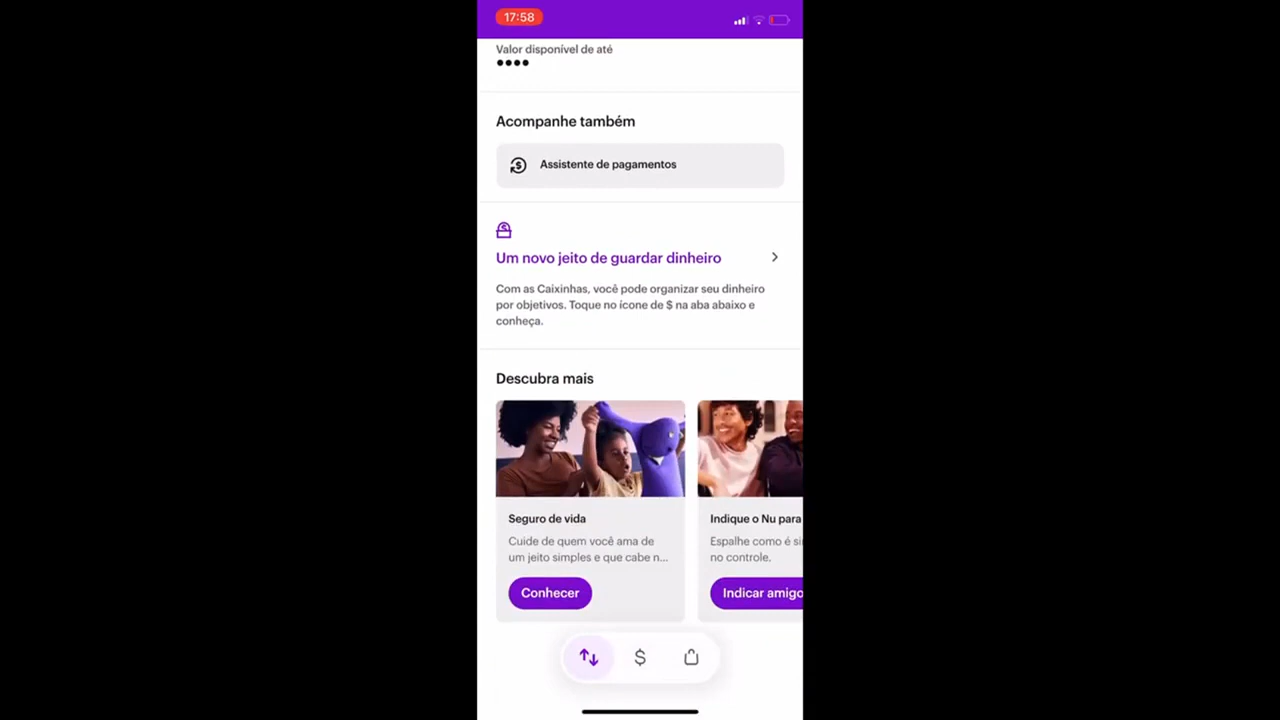 17:58
Valor disponível de até
••••
Acompanhe também
Assistente de pagamentos
Um novo jeito de guardar dinheiro
Com as Caixinhas, você pode organizar seu dinheiro
por objetivos. Toque no ícone de $ na aba abaixo e
conheça.
Descubra mais
Seguro de vida
Cuide de quem você ama de
um jeito simples e que cabe n...
Conhecer
Indique o Nu para
Espalhe como é si
no controle.
Indicar amigo
$